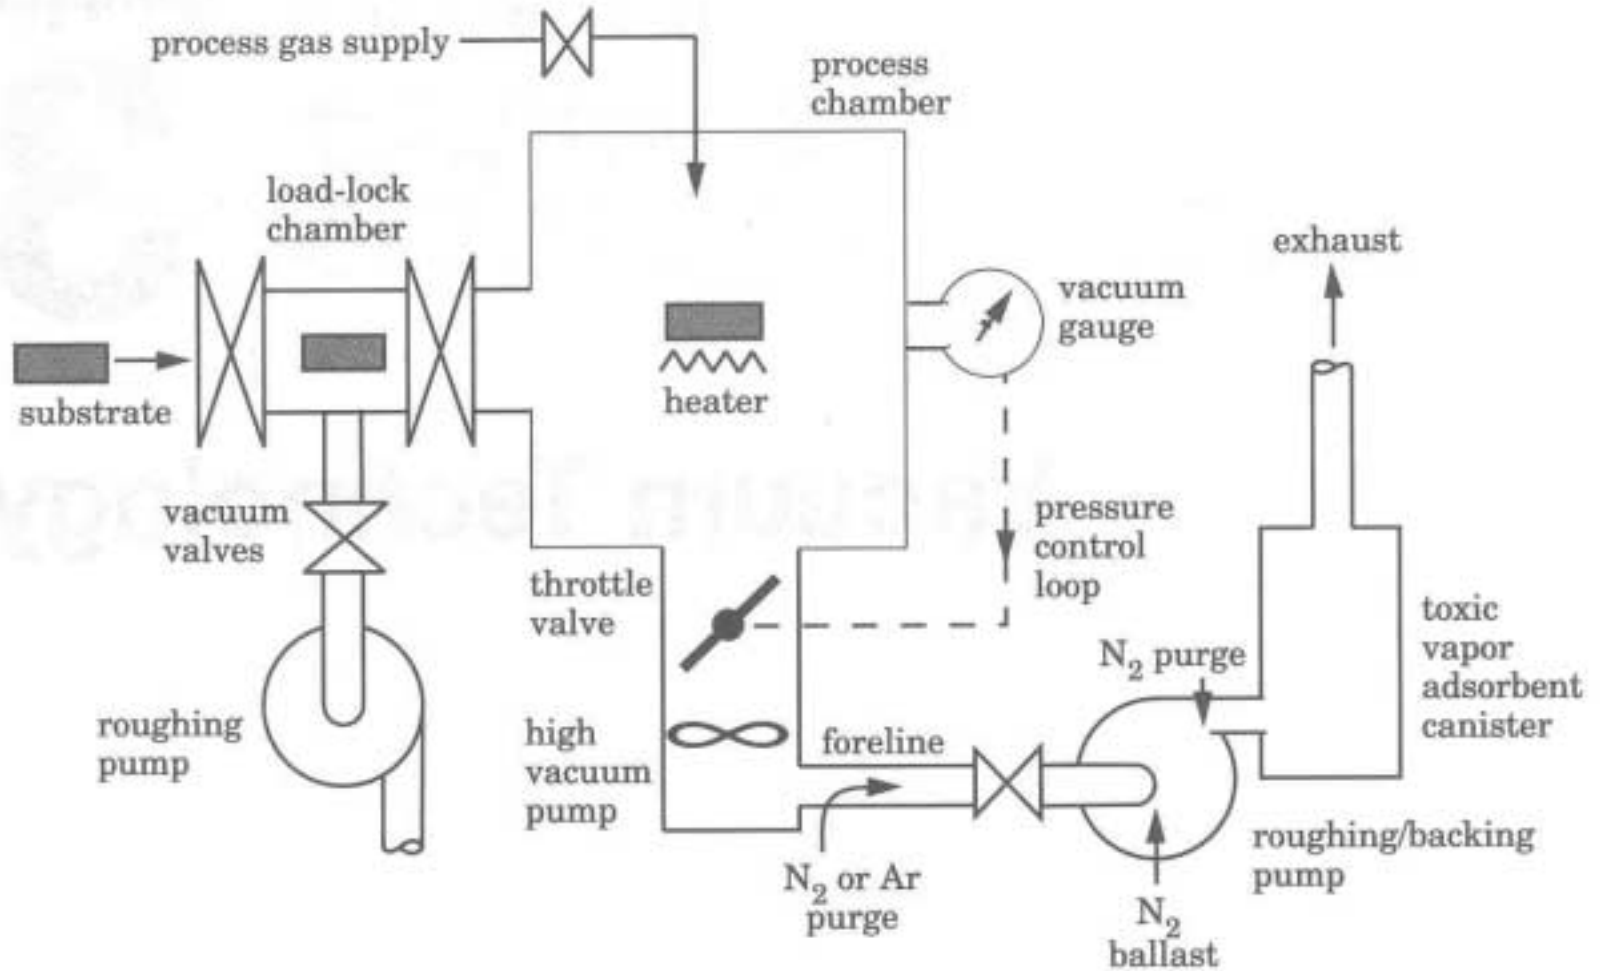 process gas supply
process
chamber
load-lock
chamber
exhaust
vacuum
gauge
substrate
heater
vacuum
valves
pressure
control
loop
throttle
valve
toxic
vapor
adsorbent
canister
N2 purge
roughing
pump
high
vacuum
pump
foreline
roughing/backing
pump
N2 or Ar
purge
N2
ballast